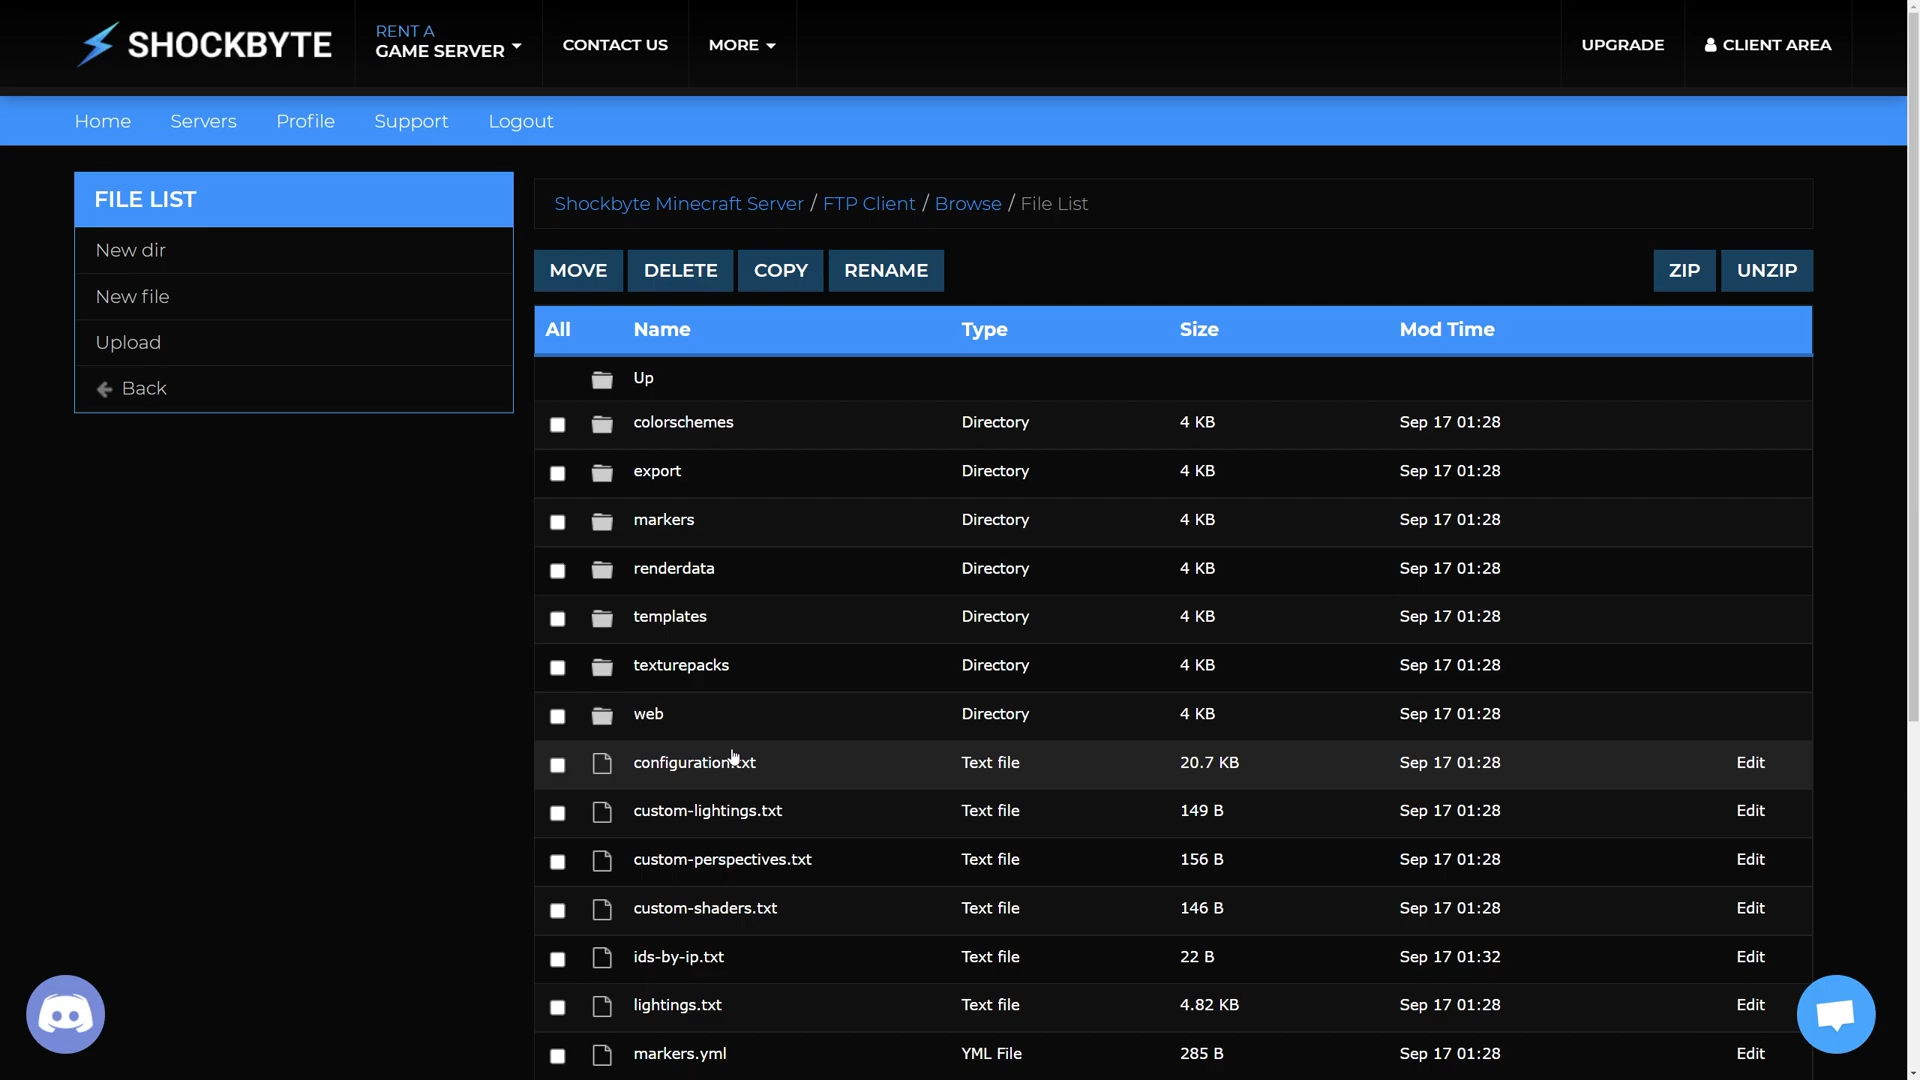 SHOCKBYTE
RENT A
GAME SERVER
CONTACT US
MORE
UPGRADE
CLIENT AREA
Home Servers Profile Support Logout
FILE LIST
New dir
New file
Upload
Back
Shockbyte Minecraft Server / FTP Client / Browse / File List
MOVE DELETE COPY RENAME ZIP UNZIP
All Name Type Size Mod Time
Up
colorschemes Directory 4 KB Sep 17 01:28
export Directory 4 KB Sep 17 01:28
markers Directory 4 KB Sep 17 01:28
renderdata Directory 4 KB Sep 17 01:28
templates Directory 4 KB Sep 17 01:28
texturepacks Directory 4 KB Sep 17 01:28
web Directory 4 KB Sep 17 01:28
configuration.txt Text file 20.7 KB Sep 17 01:28 Edit
custom-lightings.txt Text file 149 B Sep 17 01:28 Edit
custom-perspectives.txt Text file 156 B Sep 17 01:28 Edit
custom-shaders.txt Text file 146 B Sep 17 01:28 Edit
ids-by-ip.txt Text file 22 B Sep 17 01:32 Edit
lightings.txt Text file 4.82 KB Sep 17 01:28 Edit
markers.yml YML File 285 B Sep 17 01:28 Edit